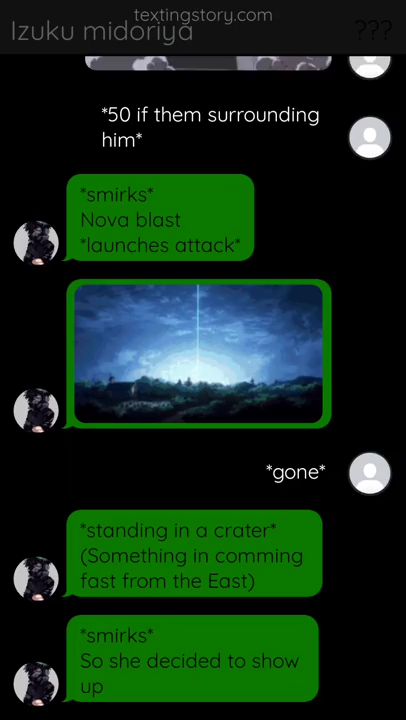 textingstory.com
Izuku midoriya
???
*50 if them surrounding
him*
*smirks*
Nova blast
*launches attack*
*gone*
*standing in a crater*
(Something in comming
fast from the East)
*smirks*
So she decided to show
up